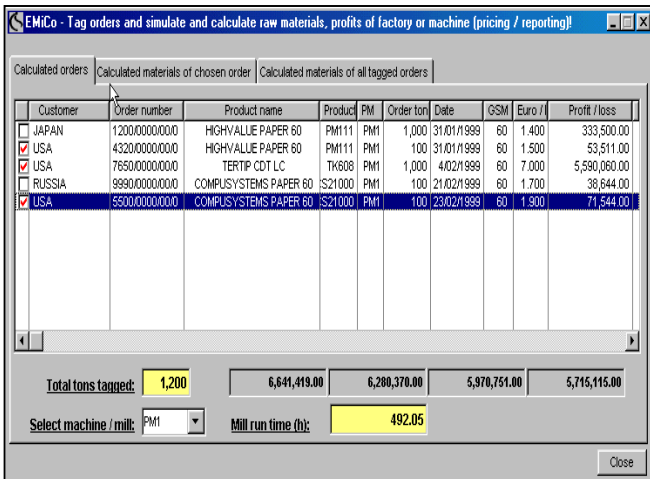 EMiCo - Tag orders and simulate and calculate raw materials, profits of factory or machine (pricing / reporting)!
Calculated orders Calculated materials of chosen order Calculated materials of all tagged orders
Customer Order number Product name Product PM Order ton Date GSM Euro / Profit / loss
JAPAN 1200/0000/00/0 HIGHVALUE PAPER 60 PM111 PM1 1,000 31/01/1999 60 1.400 333,500.00
USA 4320/0000/00/0 HIGHVALUE PAPER 60 PM111 PM1 100 31/01/1999 60 1.500 53,511.00
USA 7650/0000/00/0 TERTIP CDT LC TK608 PM1 1,000 4/02/1999 60 7.000 5,590,060.00
RUSSIA 9990/0000/00/0 COMPUSYSTEMS PAPER 60 CS21000 PM1 100 21/02/1999 60 1.700 38,644.00
USA 5500/0000/00/0 COMPUSYSTEMS PAPER 60 CS21000 PM1 100 23/02/1999 60 1.900 71,544.00
Total tons tagged: 1,200 6,641,419.00 6,280,370.00 5,970,751.00 5,715,115.00
Select machine / mill: PM1 Mill run time (h): 492.05
Close